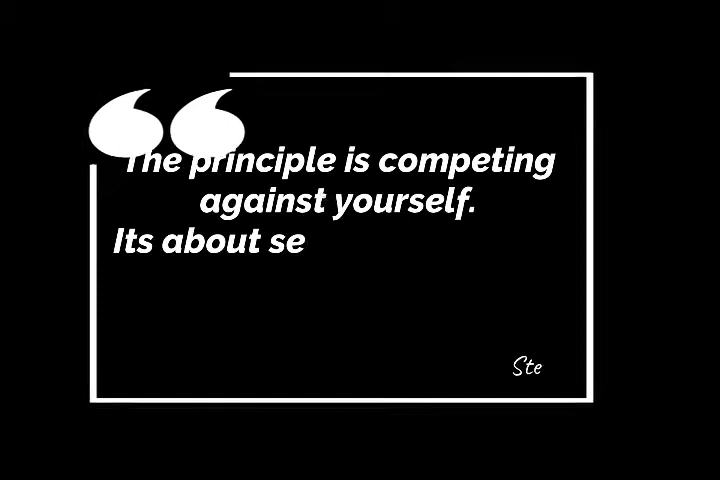 The principle is competing
against yourself.
Its about se
Ste